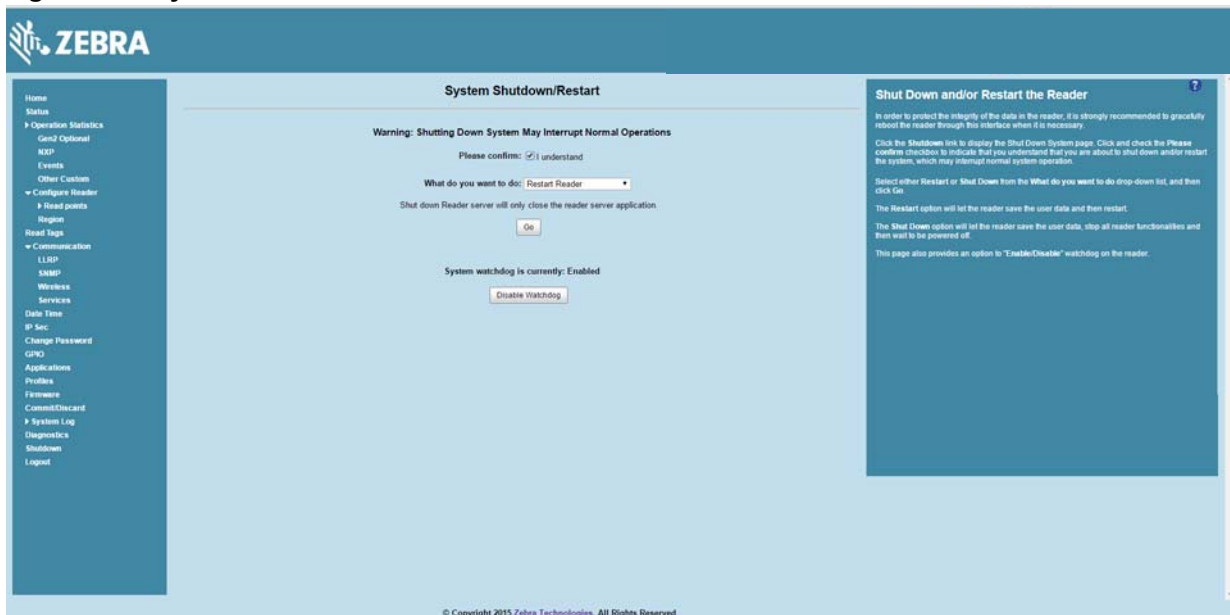 ZEBRA
Home
Status
Operation Statistics
Gen2 Optional
NXP
Events
Other Custom
Configure Reader
Read points
Region
Read Tags
Communication
LLRP
SNMP
Wireless
Services
Date Time
IP Sec
Change Password
GPIO
Applications
Profiles
Firmware
Commit/Discard
System Log
Diagnostics
Shutdown
Logout
System Shutdown/Restart
Warning: Shutting Down System May Interrupt Normal Operations
Please confirm: I understand
What do you want to do: Restart Reader
Shut down Reader server will only close the reader server application
Go
System watchdog is currently: Enabled
Disable Watchdog
?
Shut Down and/or Restart the Reader
In order to protect the integrity of the data in the reader, it is strongly recommended to gracefully
reboot the reader through this interface when it is necessary.
Click the Shutdown link to display the Shut Down System page. Click and check the Please
confirm checkbox to indicate that you understand that you are about to shut down and/or restart
the system, which may interrupt normal system operation.
Select either Restart or Shut Down from the What do you want to do drop-down list, and then
click Go.
The Restart option will let the reader save the user data and then restart.
The Shut Down option will let the reader save the user data, stop all reader functionalities and
then wait to be powered off.
This page also provides an option to "Enable/Disable" watchdog on the reader.
© Copyright 2015 Zebra Technologies. All Rights Reserved.